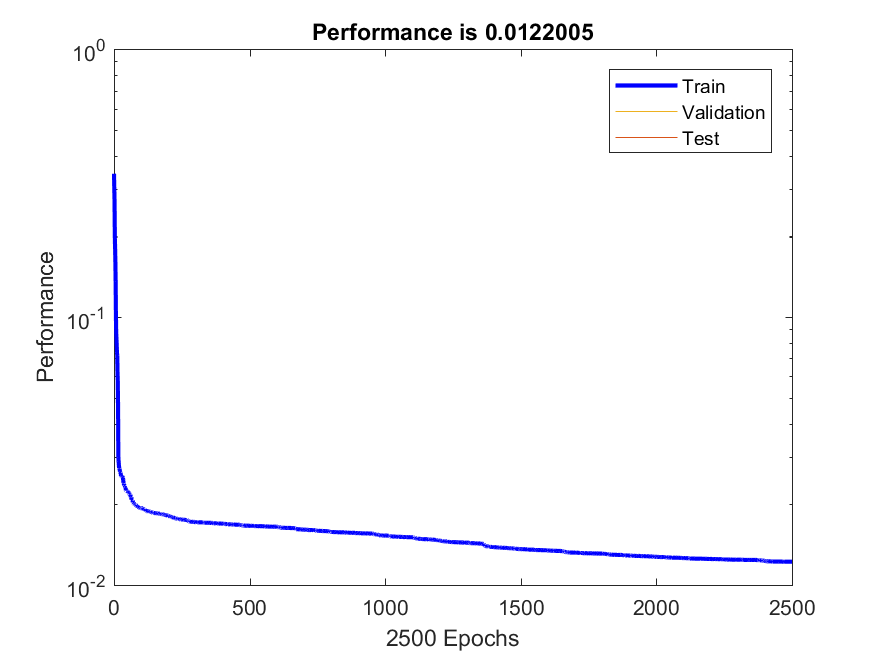 Performance is 0.0122005
10^0
Train
Validation
Test
10^-1
Performance
10^-2
0 500 1000 1500 2000 2500
2500 Epochs